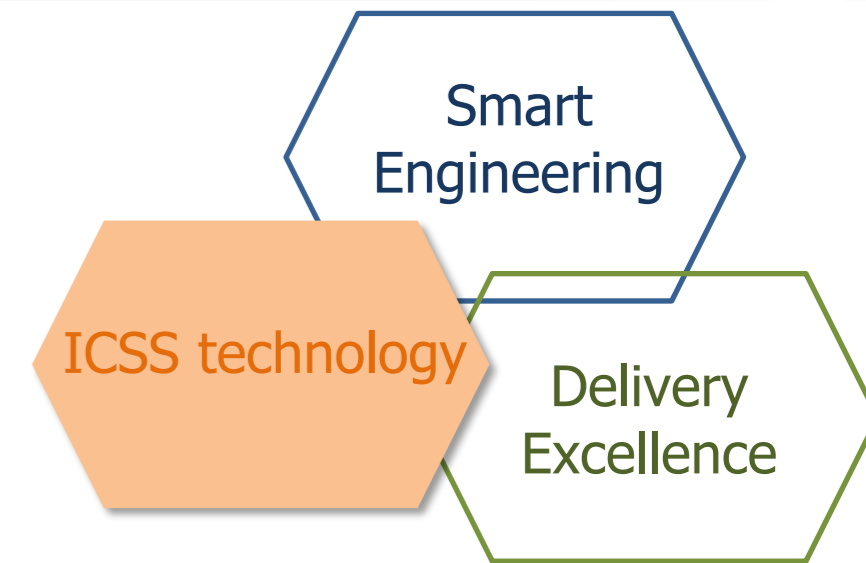 Smart
Engineering
ICSS technology
Delivery
Excellence